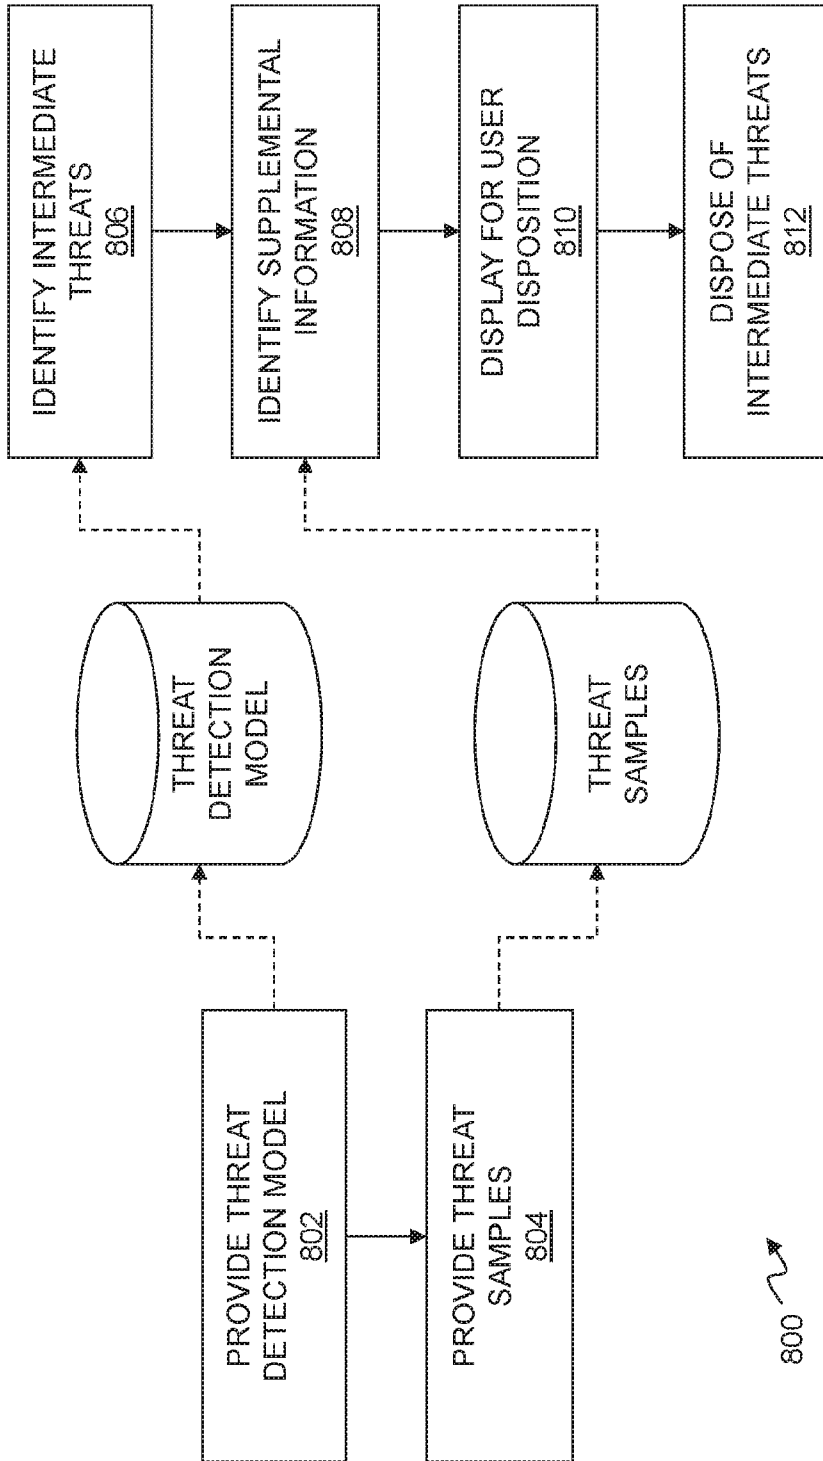 PROVIDE THREAT
DETECTION MODEL
802
PROVIDE THREAT
SAMPLES
804
THREAT
DETECTION
MODEL
THREAT
SAMPLES
IDENTIFY INTERMEDIATE
THREATS
806
IDENTIFY SUPPLEMENTAL
INFORMATION
808
DISPLAY FOR USER
DISPOSITION
810
DISPOSE OF
INTERMEDIATE THREATS
812
800